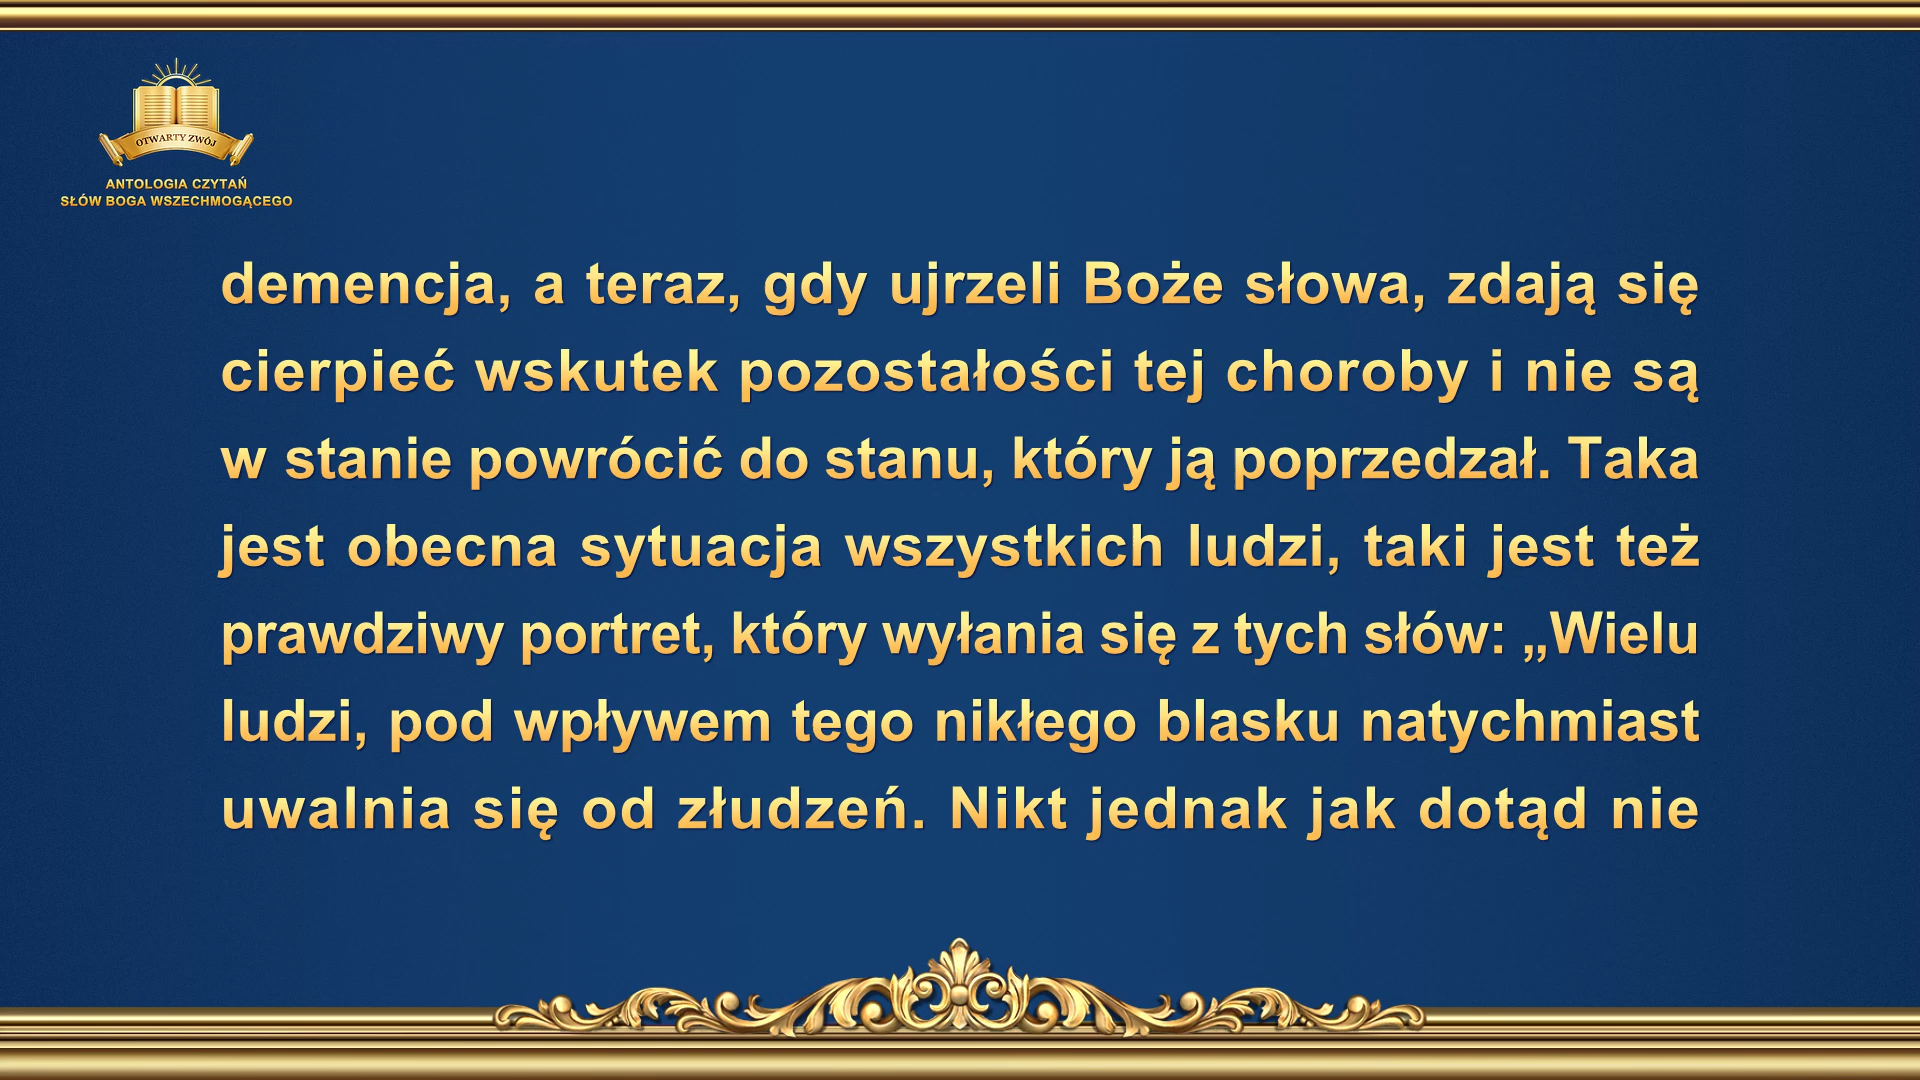 OTWARTY ZWÓJ
ANTOLOGIA CZYTAŃ
SŁÓW BOGA WSZECHMOGĄCEGO
demencja, a teraz, gdy ujrzeli Boże słowa, zdają się
cierpieć wskutek pozostałości tej choroby i nie są
w stanie powrócić do stanu, który ją poprzedzał. Taka
jest obecna sytuacja wszystkich ludzi, taki jest też
prawdziwy portret, który wyłania się z tych słów: „Wielu
ludzi, pod wpływem tego nikłego blasku natychmiast
uwalnia się od złudzeń. Nikt jednak jak dotąd nie